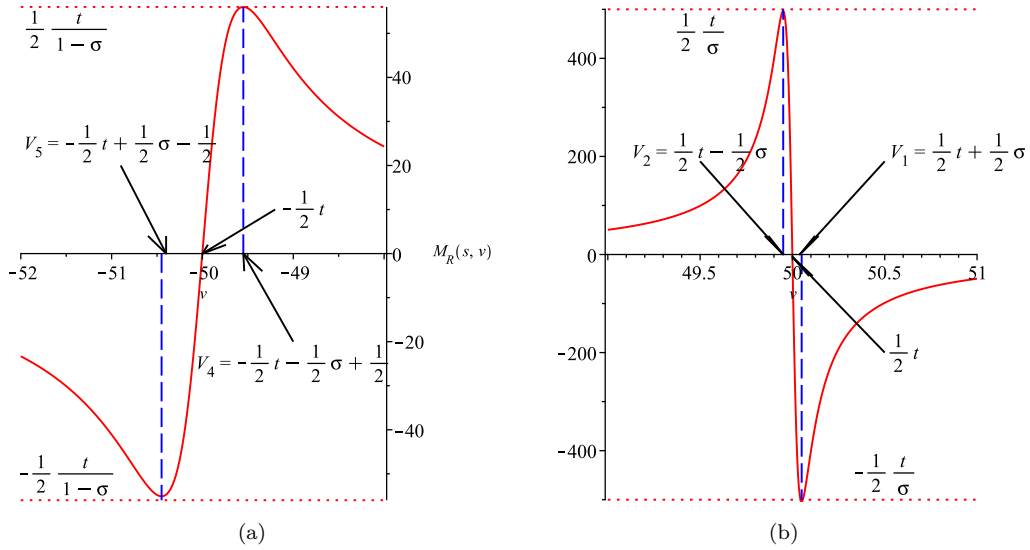 1/2 t/(1 − σ)
V5 = −1/2 t + 1/2 σ − 1/2
−1/2 t
V4 = −1/2 t − 1/2 σ + 1/2
−1/2 t/(1 − σ)
40
20
0
−20
−40
−52
−51
−50
−49
v
M_R(s, v)
(a)
1/2 t/σ
V2 = 1/2 t − 1/2 σ
V1 = 1/2 t + 1/2 σ
1/2 t
−1/2 t/σ
400
200
0
−200
−400
49.5
50
50.5
51
v
(b)